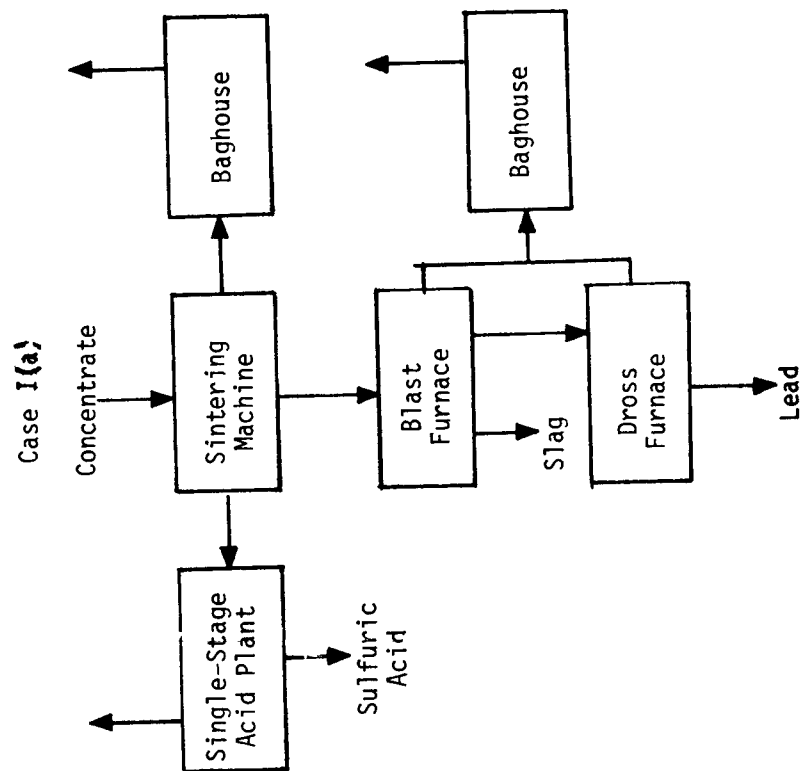 Case I(a)
Concentrate
Single-Stage
Acid Plant
Sintering
Machine
Baghouse
Sulfuric
Acid
Blast
Furnace
Baghouse
Slag
Dross
Furnace
Lead